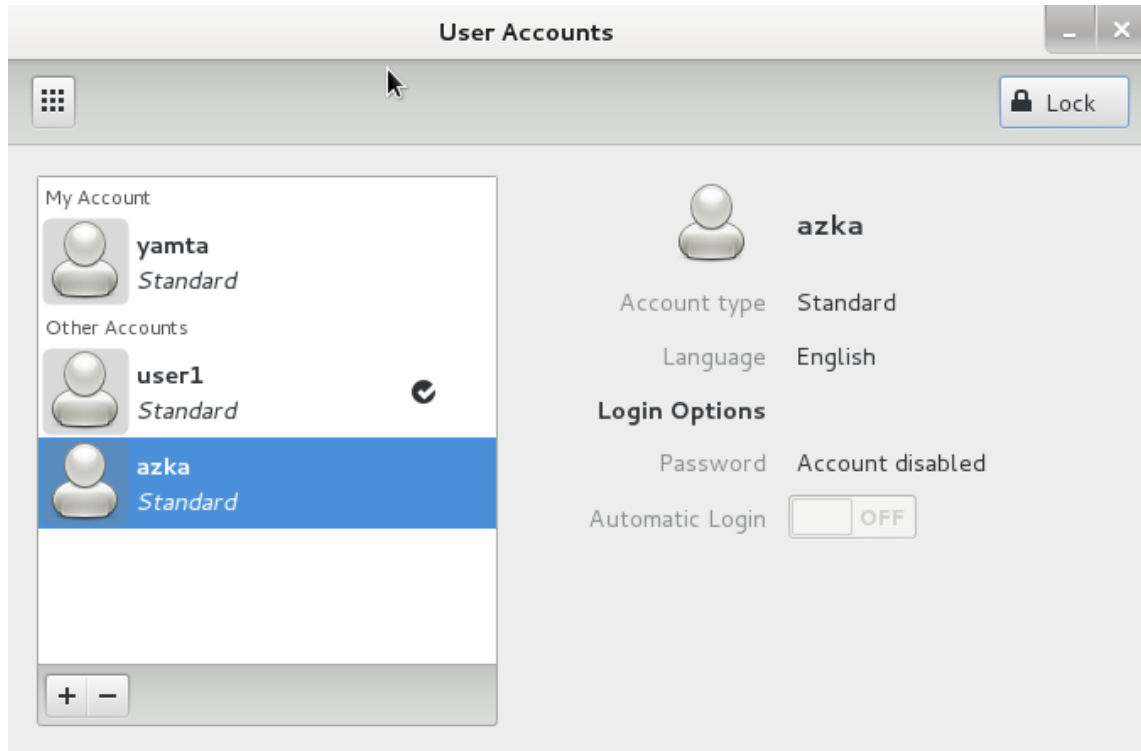 User Accounts
Lock
My Account
yamta
Standard
Other Accounts
user1
Standard
azka
Standard
azka
Account type Standard
Language English
Login Options
Password Account disabled
Automatic Login OFF